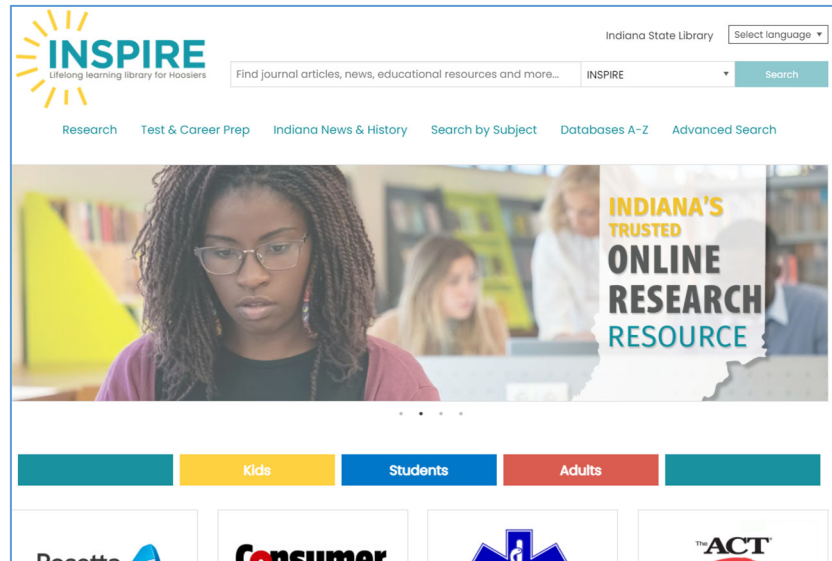 INSPIRE
Lifelong learning library for Hoosiers
Indiana State Library
Select language
Find journal articles, news, educational resources and more...
INSPIRE
Search
Research Test & Career Prep Indiana News & History Search by Subject Databases A-Z Advanced Search
INDIANA'S
TRUSTED
ONLINE
RESEARCH
RESOURCE
Kids Students Adults
Rosetta
Consumer
The ACT